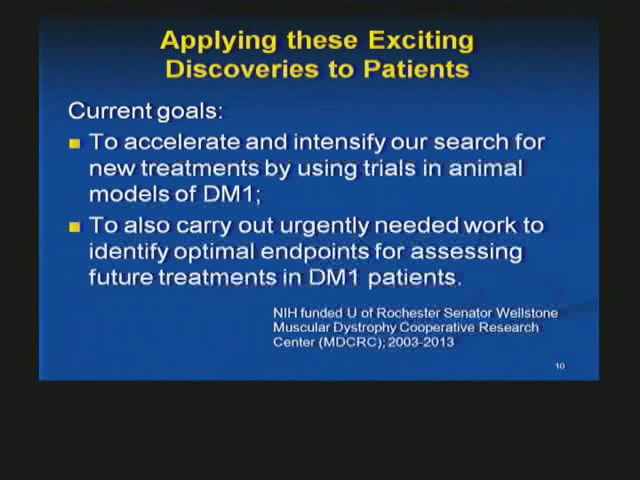 Applying these Exciting
Discoveries to Patients
Current goals:
To accelerate and intensify our search for
new treatments by using trials in animal
models of DM1;
To also carry out urgently needed work to
identify optimal endpoints for assessing
future treatments in DM1 patients.
NIH funded U of Rochester Senator Wellstone
Muscular Dystrophy Cooperative Research
Center (MDCRC); 2003-2013
10